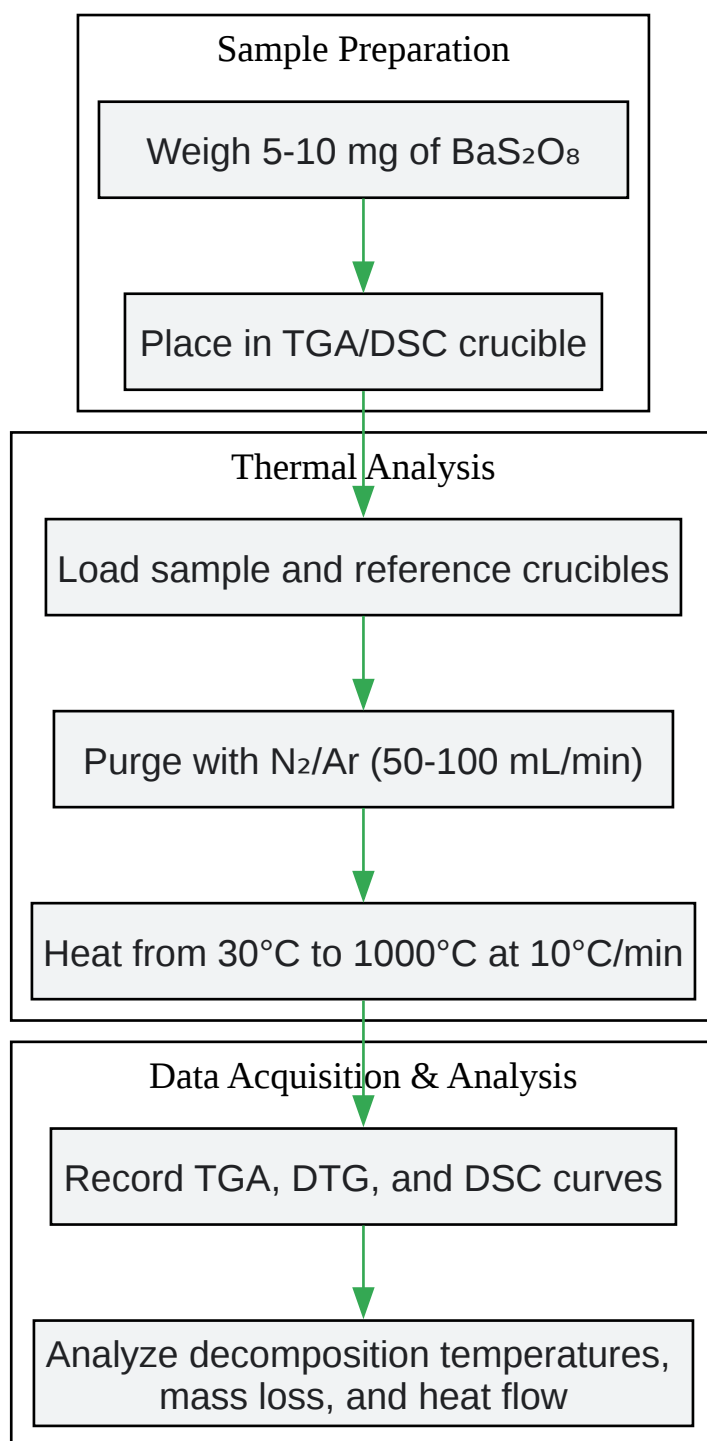 Sample Preparation
Weigh 5-10 mg of BaS₂O₈
Place in TGA/DSC crucible
Thermal Analysis
Load sample and reference crucibles
Purge with N₂/Ar (50-100 mL/min)
Heat from 30°C to 1000°C at 10°C/min
Data Acquisition & Analysis
Record TGA, DTG, and DSC curves
Analyze decomposition temperatures,
mass loss, and heat flow